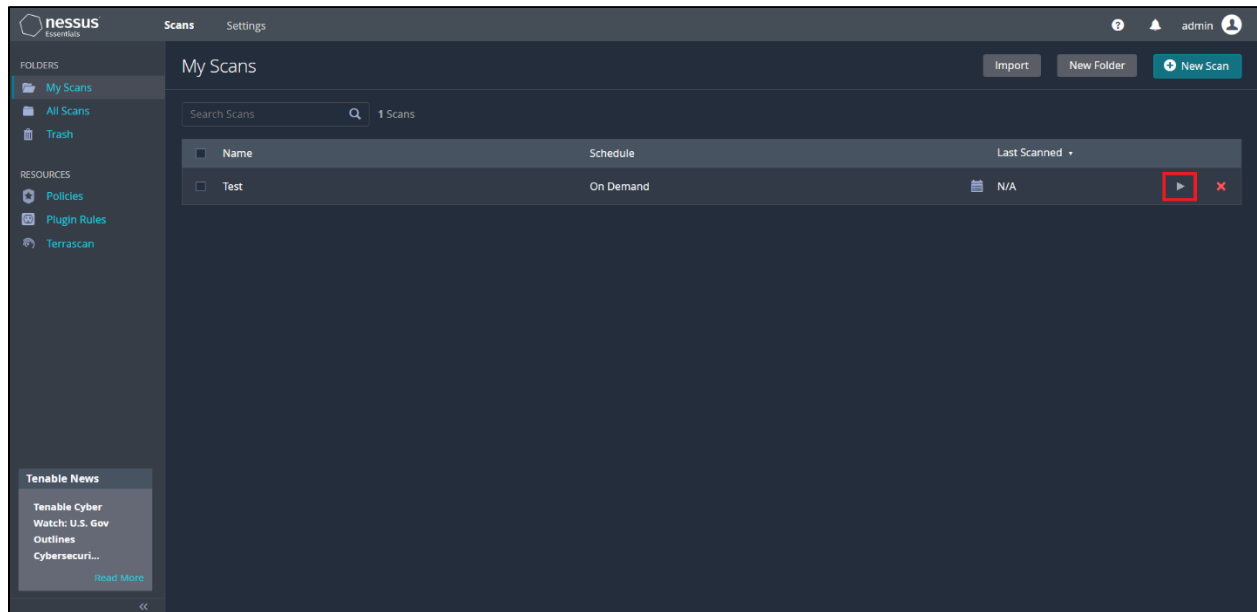 nessus
Essentials
Scans
Settings
admin
FOLDERS
My Scans
All Scans
Trash
RESOURCES
Policies
Plugin Rules
Terrascan
Tenable News
Tenable Cyber
Watch: U.S. Gov
Outlines
Cybersecuri...
Read More
My Scans
Import
New Folder
New Scan
Search Scans
1 Scans
Name
Schedule
Last Scanned
Test
On Demand
N/A